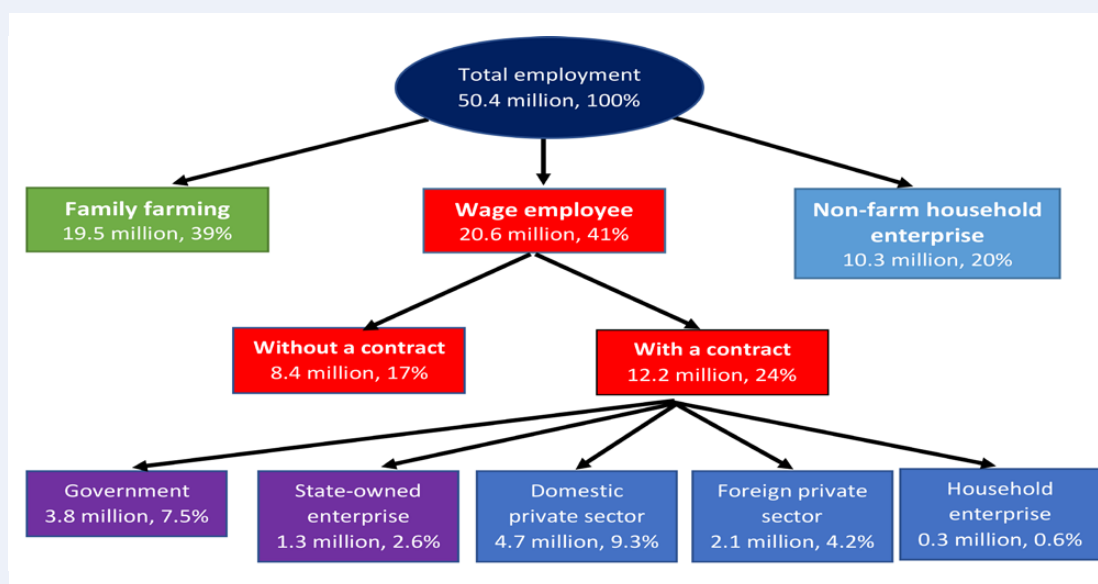 Total employment
50.4 million, 100%
Family farming
19.5 million, 39%
Wage employee
20.6 million, 41%
Non-farm household
enterprise
10.3 million, 20%
Without a contract
8.4 million, 17%
With a contract
12.2 million, 24%
Government
3.8 million, 7.5%
State-owned
enterprise
1.3 million, 2.6%
Domestic
private sector
4.7 million, 9.3%
Foreign private
sector
2.1 million, 4.2%
Household
enterprise
0.3 million, 0.6%